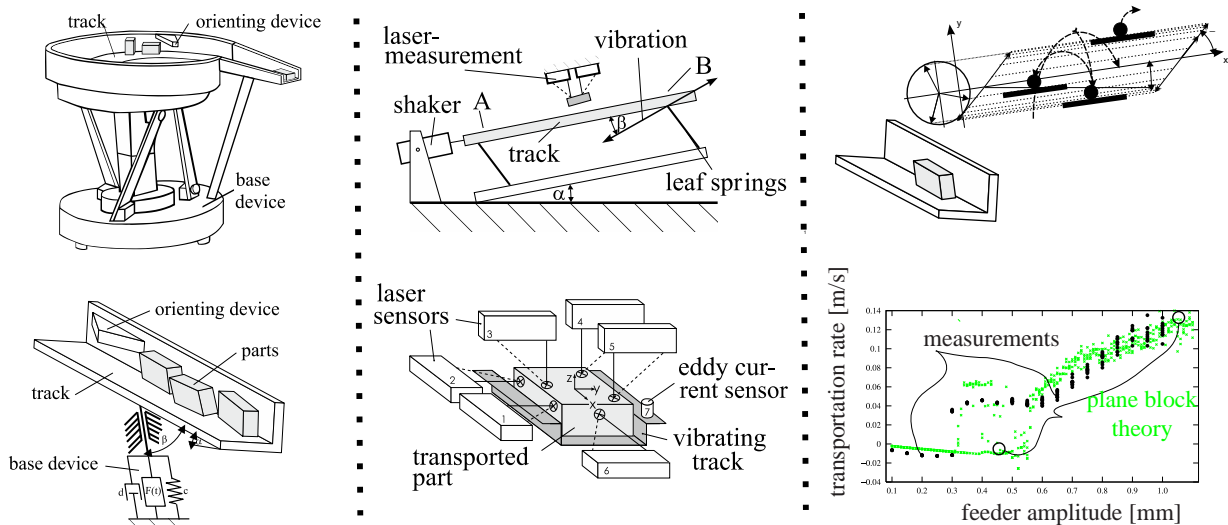 track
orienting device
base
device
orienting device
parts
track
base device
β
α
d
F(t)
c
laser-
measurement
vibration
shaker
A
B
β
track
leaf springs
α
laser
sensors
3
4
5
2
1
z
y
x
7
6
eddy cur-
rent sensor
transported
part
vibrating
track
y
x
transportation rate [m/s]
measurements
plane block
theory
0.14
0.12
0.10
0.08
0.06
0.04
0.02
0
−0.02
−0.04
0.1 0.2 0.3 0.4 0.5 0.6 0.7 0.8 0.9 1.0
feeder amplitude [mm]